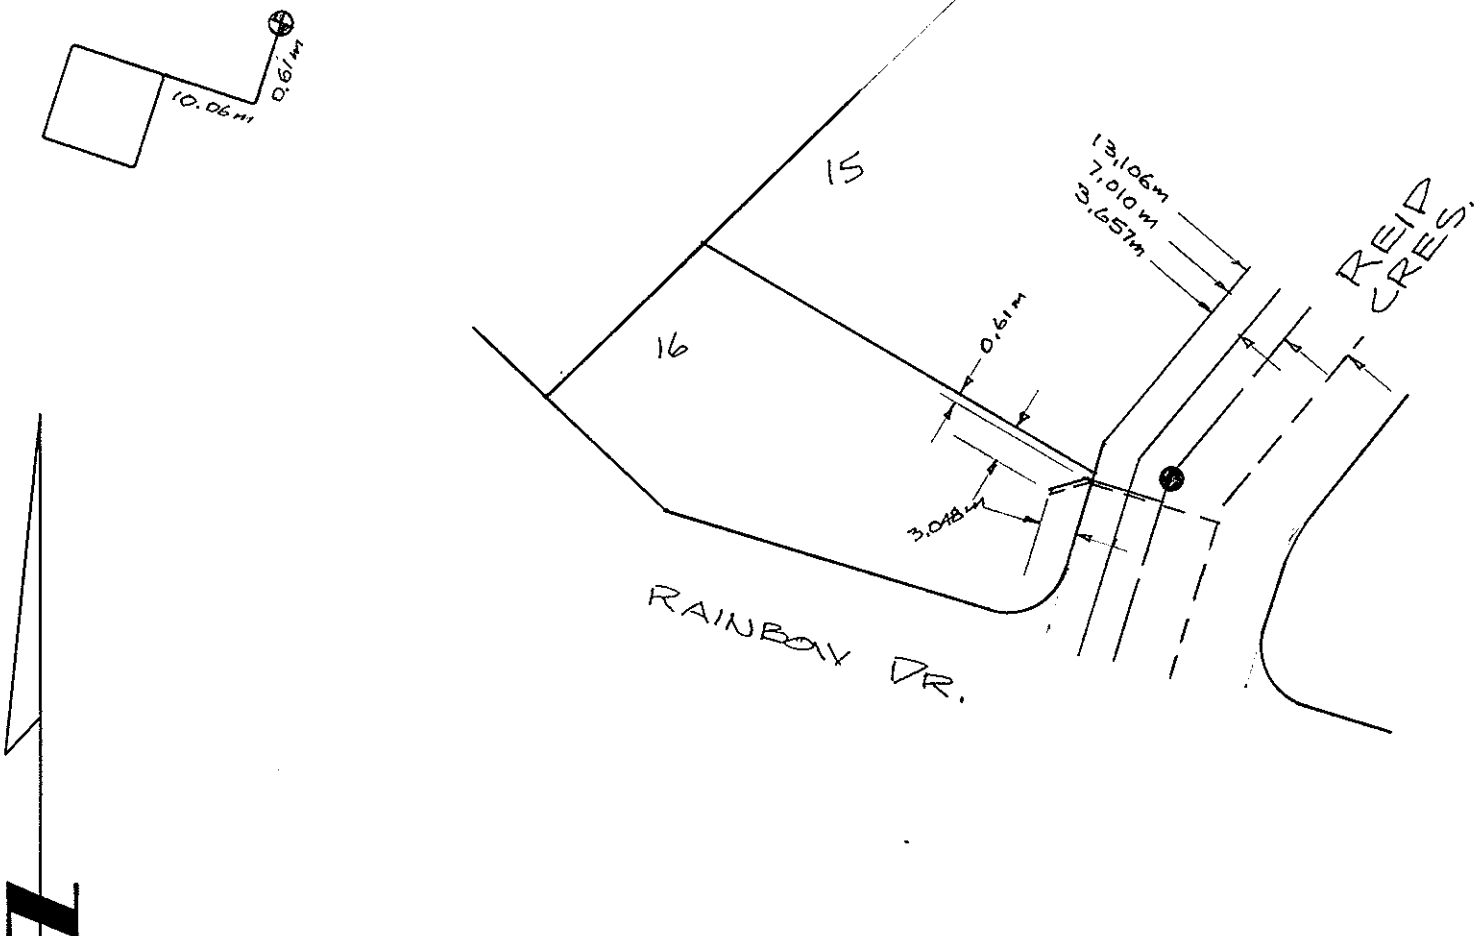 0.61m
10.06m
15
13,106m
7,010m
3,657m
REID
CRES.
0,61m
16
3,048m
RAINBOW DR.
N